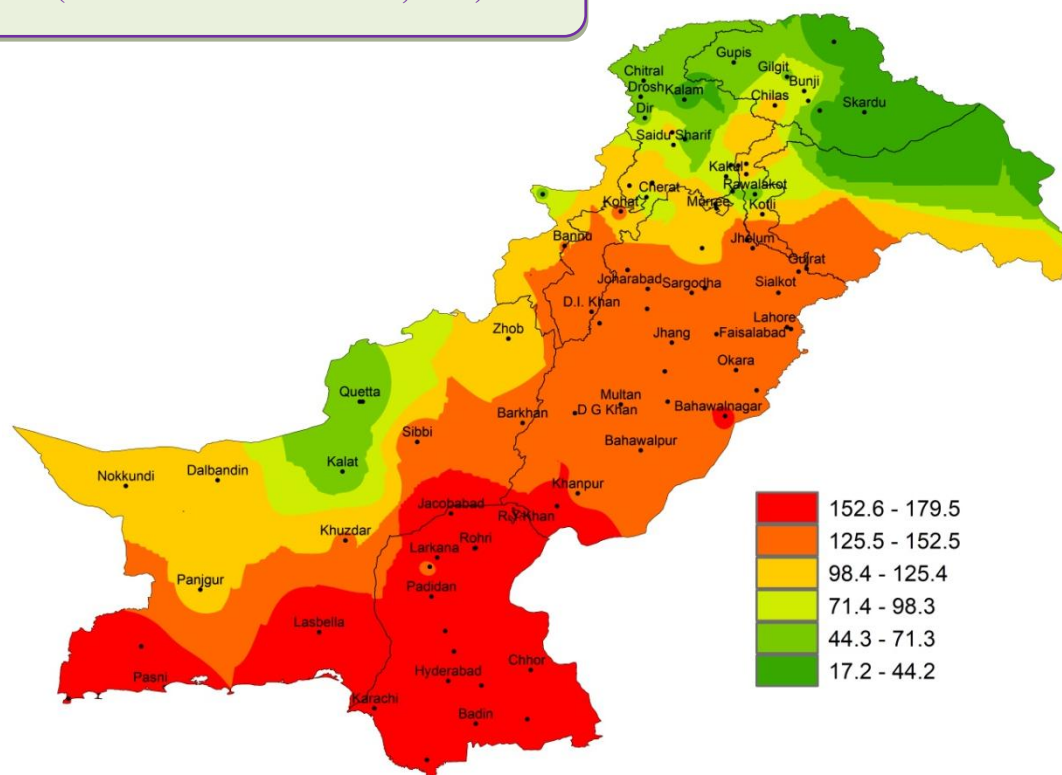 Gupis
Chitral
Gilgit
Drosh
Kalam
Bunji
Chilas
Skardu
Dir
Saidu Sharif
Kakul
Cherat
Rawalakot
Kohat
Murree
Kotli
Bannu
Jhelum
Gujrat
Joharabad
Sargodha
Sialkot
D.I. Khan
Zhob
Jhang
Lahore
Faisalabad
Okara
Quetta
Multan
D G Khan
Bahawalnagar
Barkhan
Sibbi
Bahawalpur
Kalat
Nokkundi
Dalbandin
Khanpur
Jacobabad
R.Y.Khan
Khuzdar
Rohri
Larkana
Panjgur
Padidan
Lasbella
Chhor
Pasni
Hyderabad
Karachi
Badin
152.6 - 179.5
125.5 - 152.5
98.4 - 125.4
71.4 - 98.3
44.3 - 71.3
17.2 - 44.2